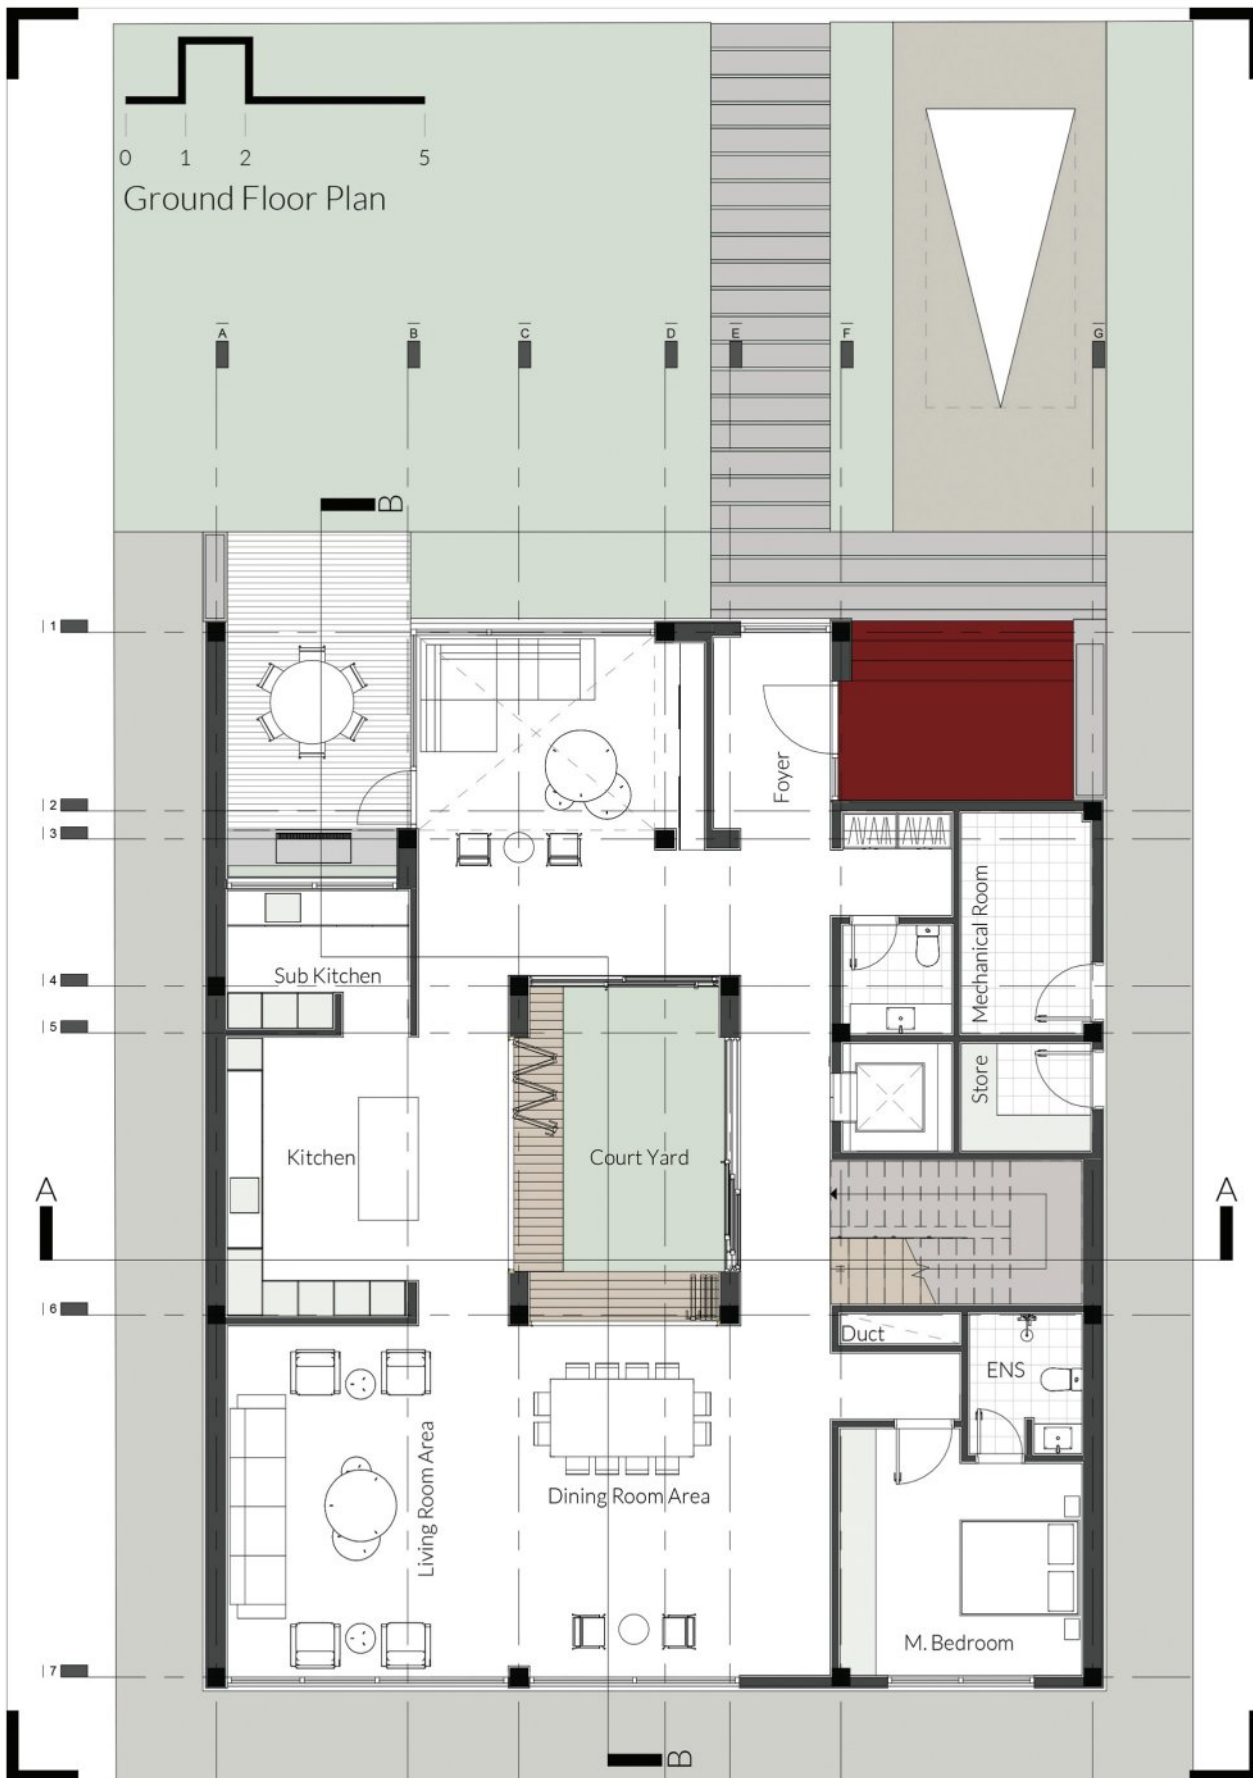 0 1 2 5
Ground Floor Plan
A B C D E F G
B
1
Foyer
2
3
Mechanical Room
Sub Kitchen
4
5
Store
Kitchen
Court Yard
A
A
6
Duct
ENS
Living Room Area
Dining Room Area
M. Bedroom
7
B